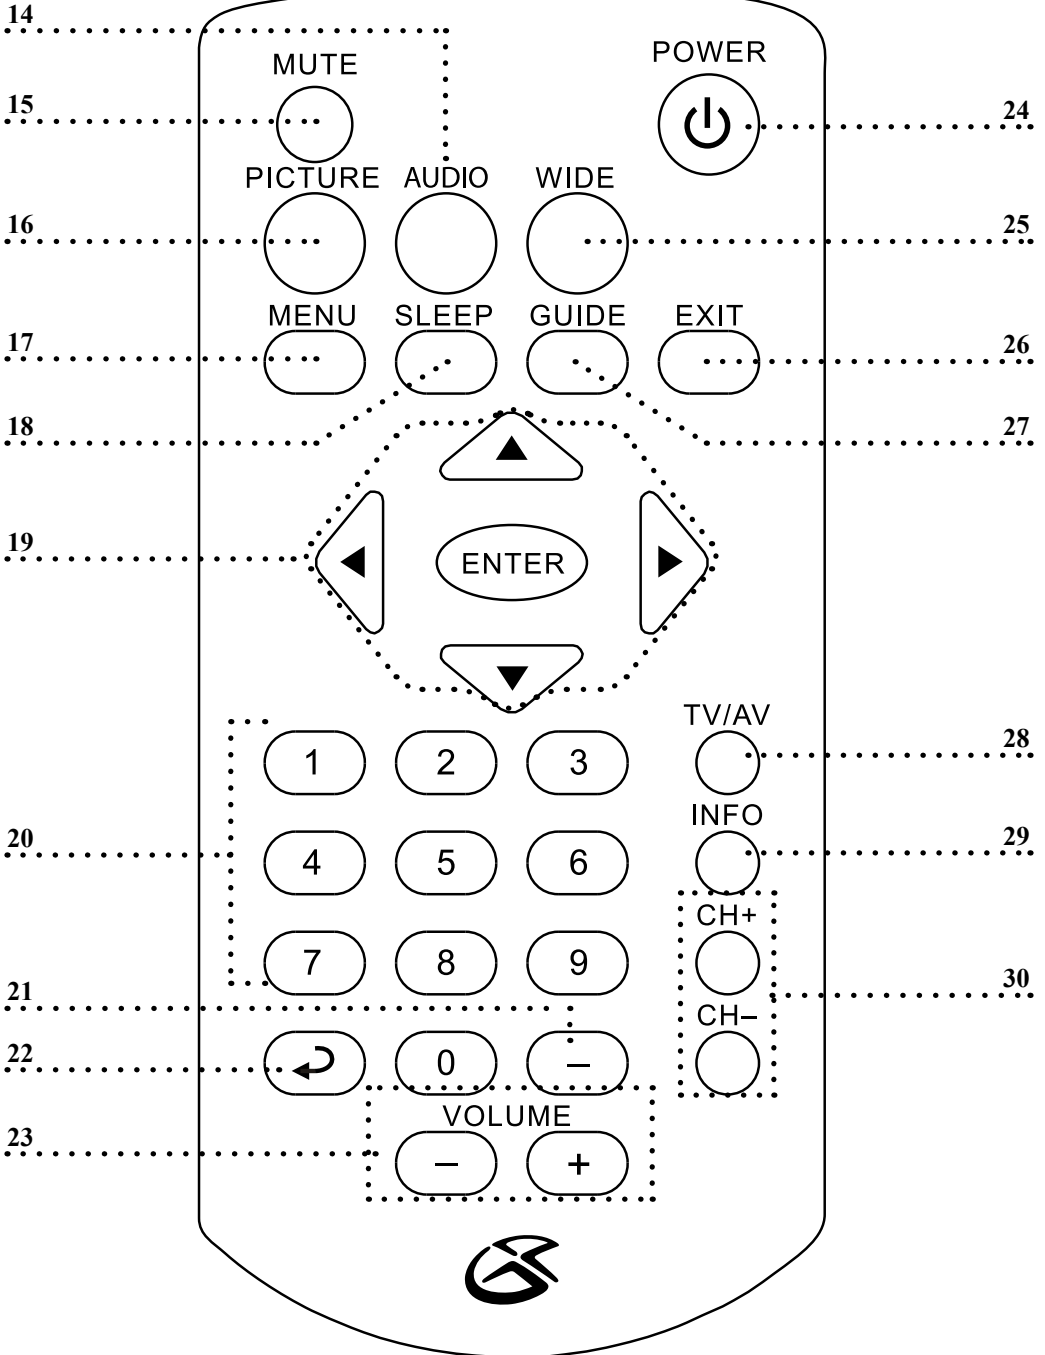 14
MUTE POWER
15 24
PICTURE AUDIO WIDE
16 25
MENU SLEEP GUIDE EXIT
17 26
18 27
19 ENTER
TV/AV
28
1 2 3
INFO
20 4 5 6 29
CH+
7 8 9
21 30
CH–
22 0 –
VOLUME
23 – +